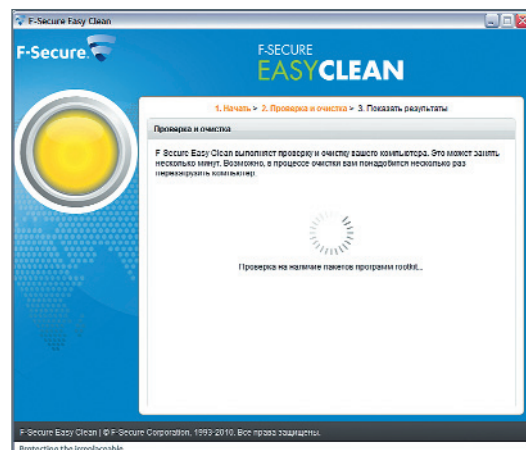 F-Secure Easy Clean
F-Secure
F-SECURE
EASYCLEAN
1. Начать > 2. Проверка и очистка > 3. Показать результаты
Проверка и очистка
F-Secure Easy Clean выполняет проверку и очистку вашего компьютера. Это может занять
несколько минут. Возможно, в процессе очистки вам понадобится несколько раз
перезагрузить компьютер.
Проверка на наличие пакетов программ rootkit...
F-Secure Easy Clean | © F-Secure Corporation, 1993-2010. Все права защищены.
Protecting the irreplaceable